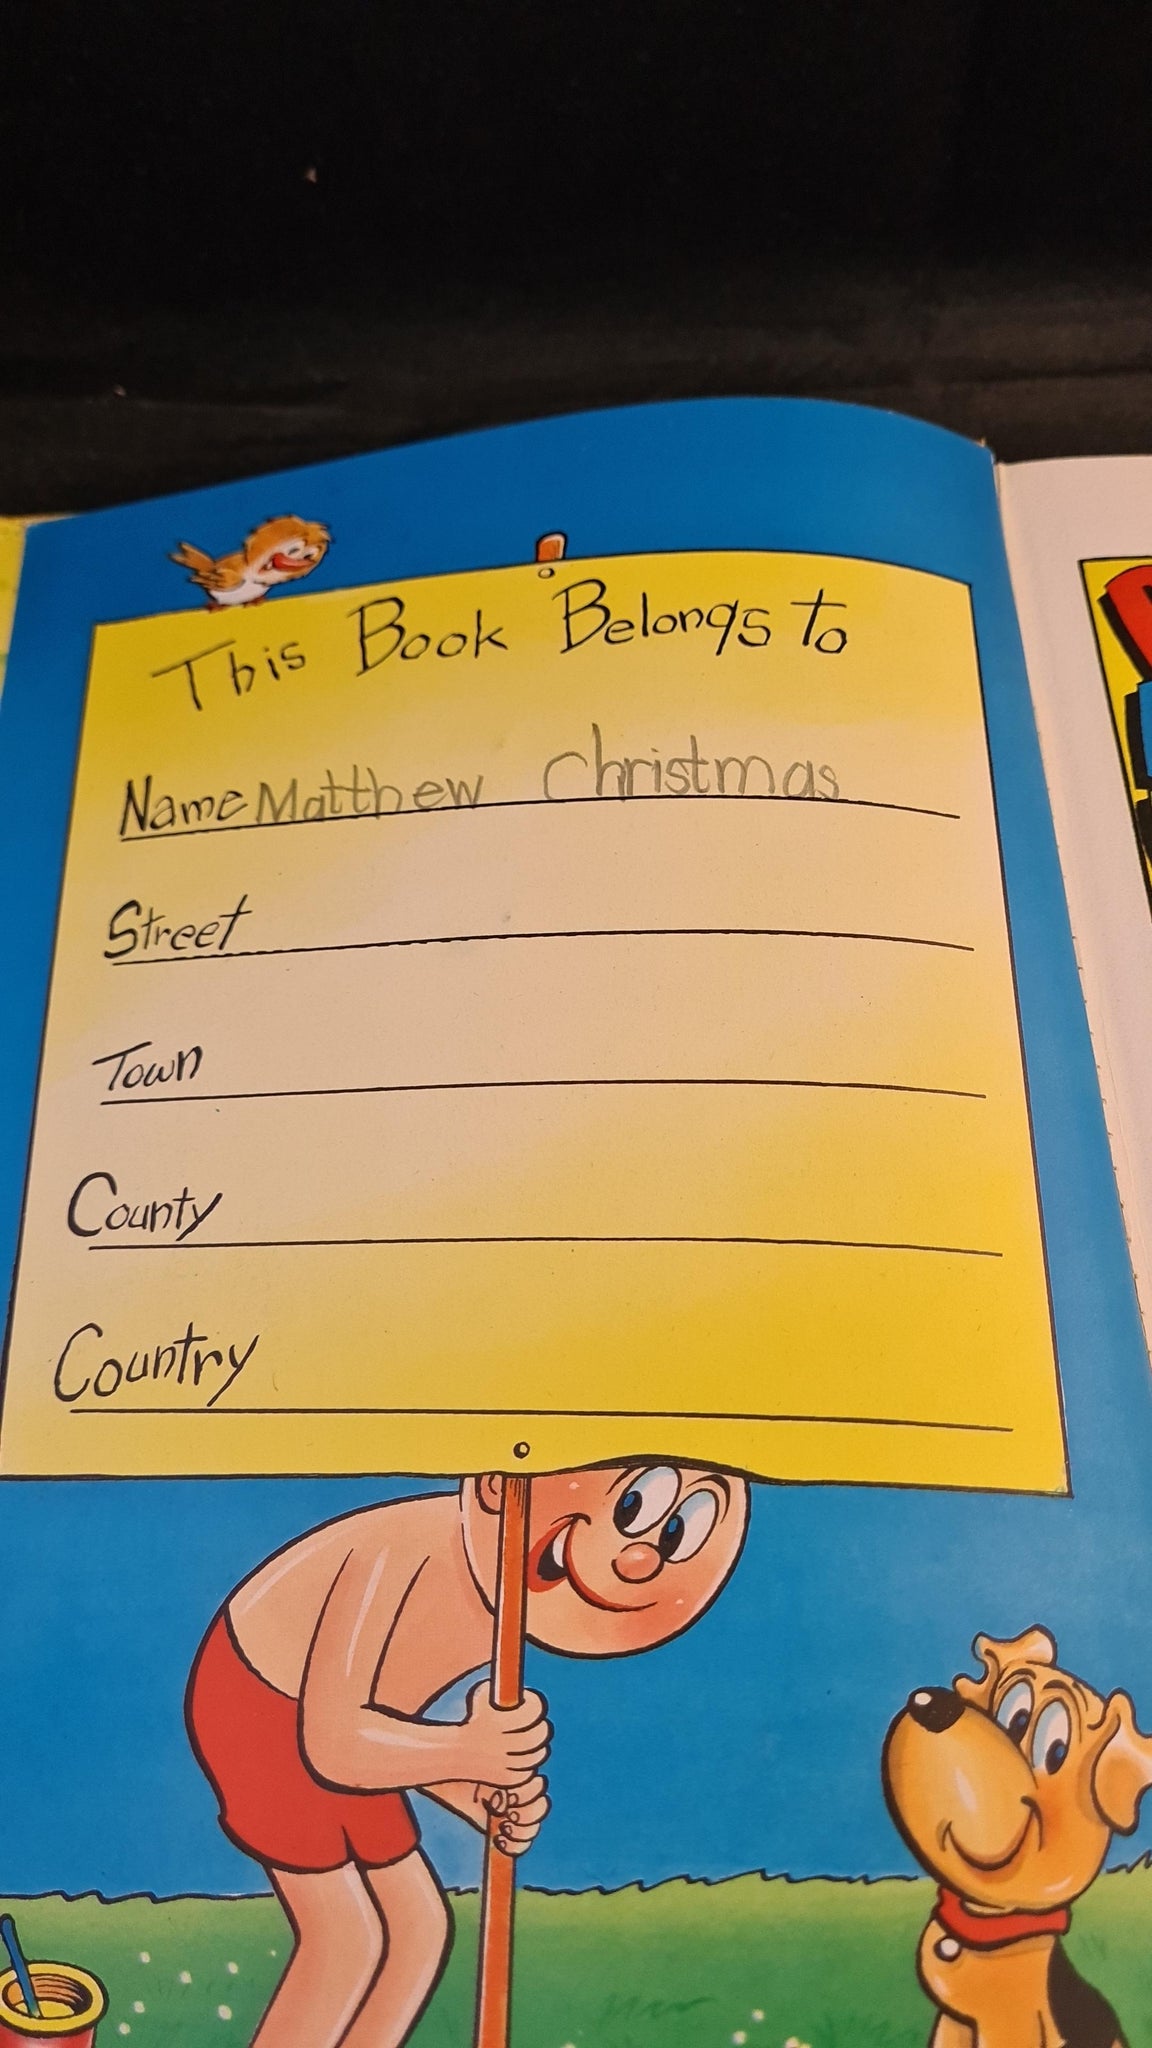 This Book Belongs to
Name Matthew Christmas
Street
Town
County
Country